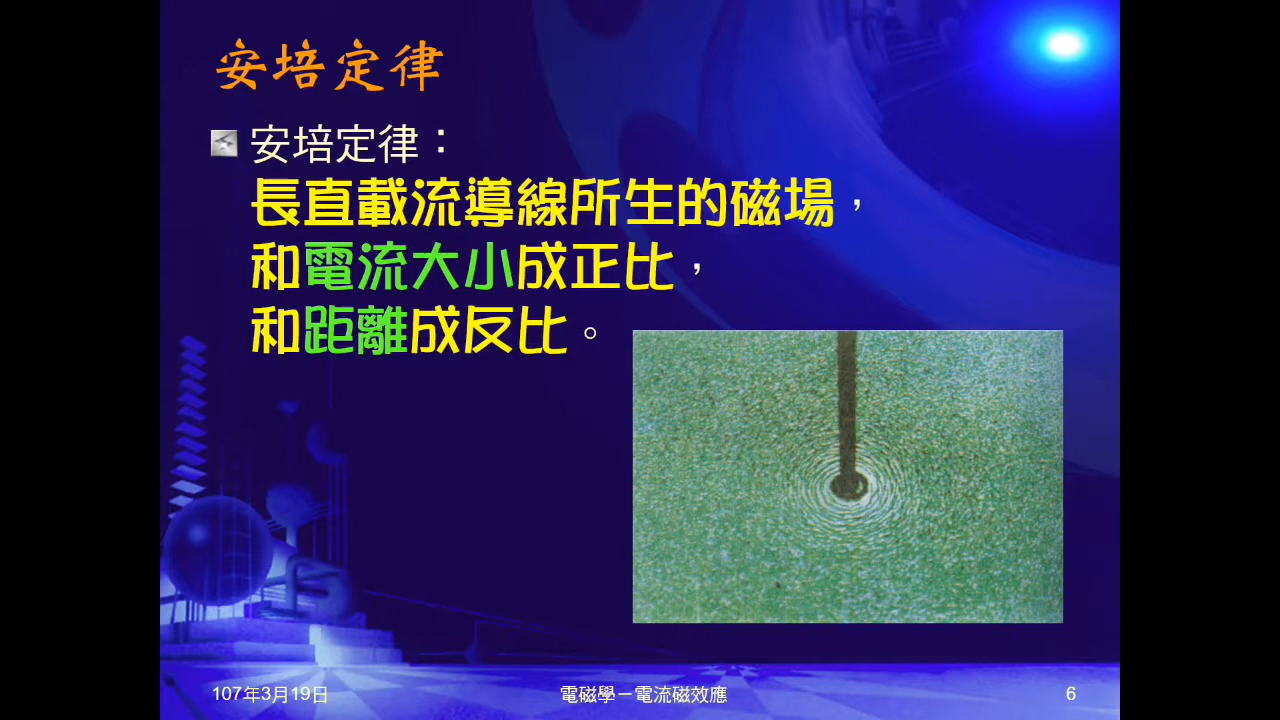 安培定律
安培定律：
長直載流導線所生的磁場，
和電流大小成正比，
和距離成反比。
107年3月19日
電磁學－電流磁效應
6